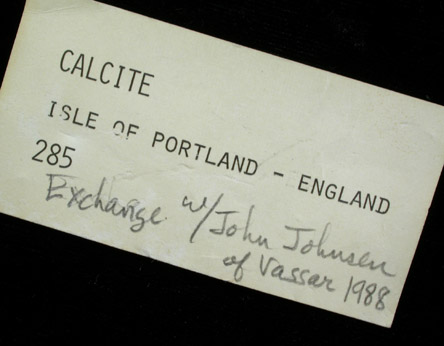 CALCITE
ISLE OF PORTLAND - ENGLAND
285
Exchange w/John Johnsen
of Vassar 1988